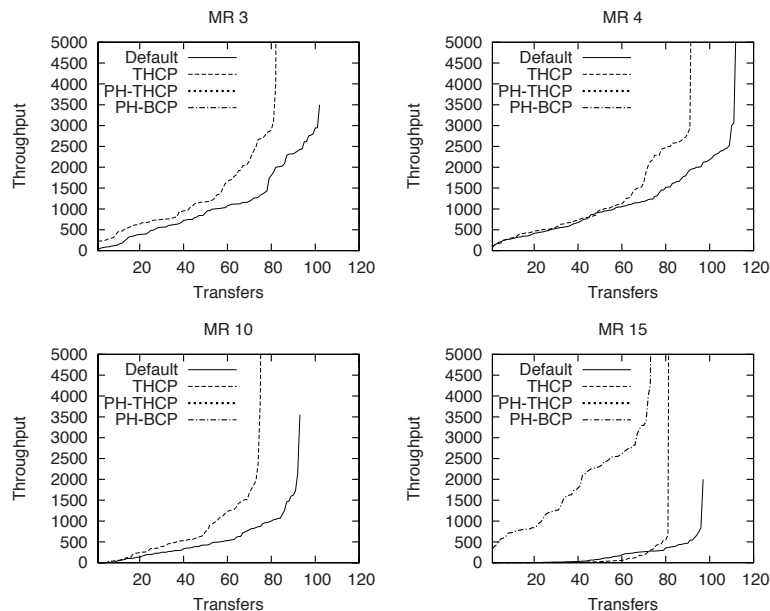 MR 3
5000
4500
4000
3500
3000
2500
2000
1500
1000
500
0
Throughput
Default
THCP
PH-THCP
PH-BCP
20 40 60 80 100 120
Transfers
MR 4
5000
4500
4000
3500
3000
2500
2000
1500
1000
500
0
Throughput
Default
THCP
PH-THCP
PH-BCP
20 40 60 80 100 120
Transfers
MR 10
5000
4500
4000
3500
3000
2500
2000
1500
1000
500
0
Throughput
Default
THCP
PH-THCP
PH-BCP
20 40 60 80 100 120
Transfers
MR 15
5000
4500
4000
3500
3000
2500
2000
1500
1000
500
0
Throughput
Default
THCP
PH-THCP
PH-BCP
20 40 60 80 100 120
Transfers